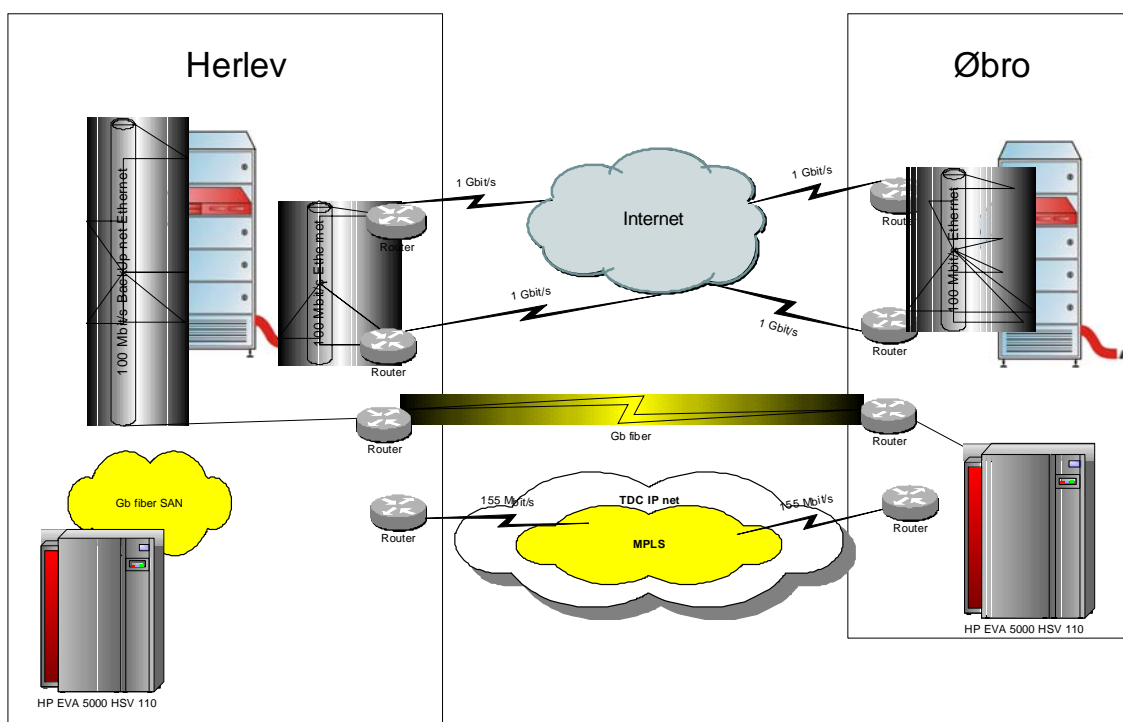 Herlev
Øbro
100 Mbit/s BackUp net Ethernet
100 Mbit/s Ethernet
Router
Router
1 Gbit/s
1 Gbit/s
Internet
1 Gbit/s
1 Gbit/s
Router
Router
100 Mbit/s Ethernet
Router
Gb fiber
Router
Gb fiber SAN
Router
155 Mbit/s
TDC IP net
MPLS
155 Mbit/s
Router
HP EVA 5000 HSV 110
HP EVA 5000 HSV 110